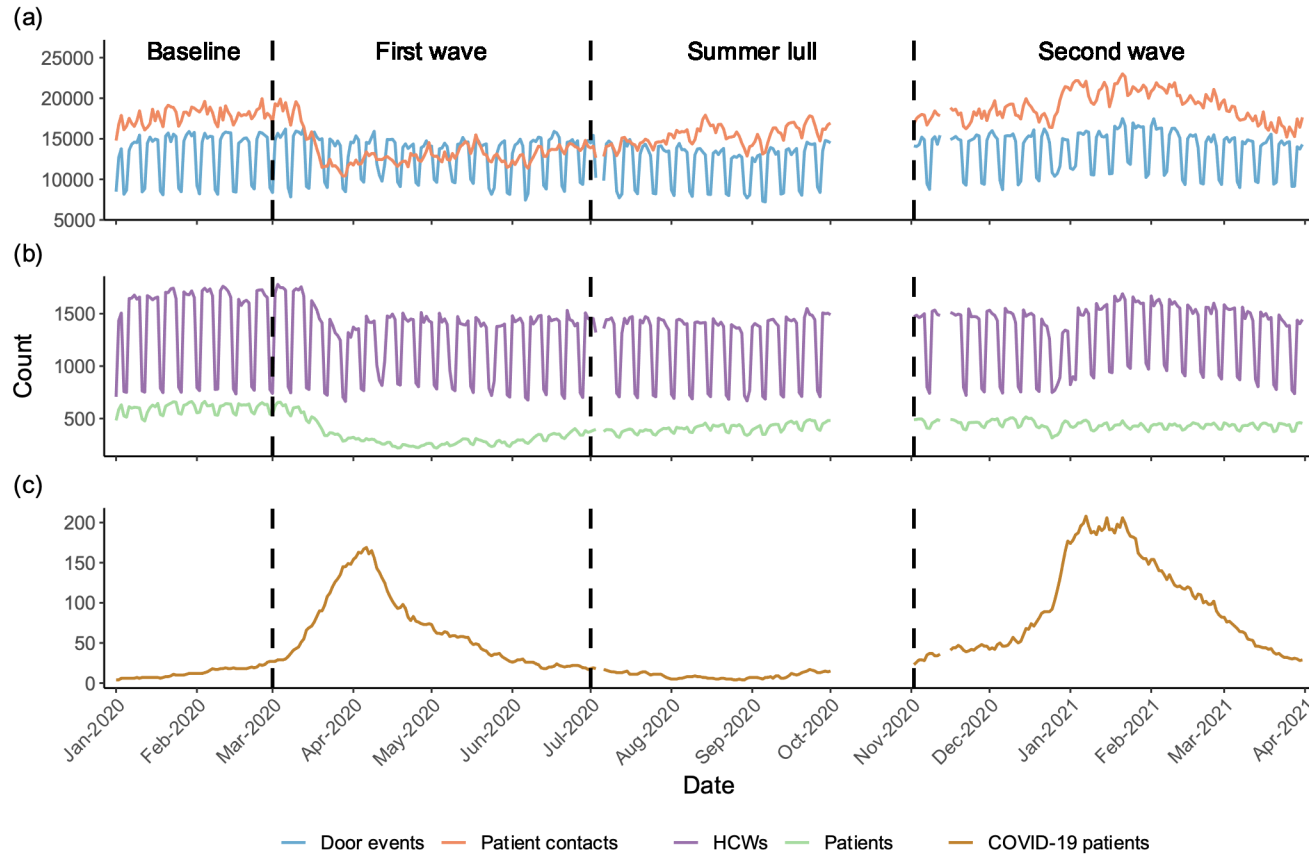 (a)
Baseline First wave Summer lull Second wave
25000
20000
15000
10000
5000
(b)
1500
1000
500
Count
(c)
200
150
100
50
0
Jan-2020 Feb-2020 Mar-2020 Apr-2020 May-2020 Jun-2020 Jul-2020 Aug-2020 Sep-2020 Oct-2020 Nov-2020 Dec-2020 Jan-2021 Feb-2021 Mar-2021 Apr-2021
Date
Door events Patient contacts HCWs Patients COVID-19 patients